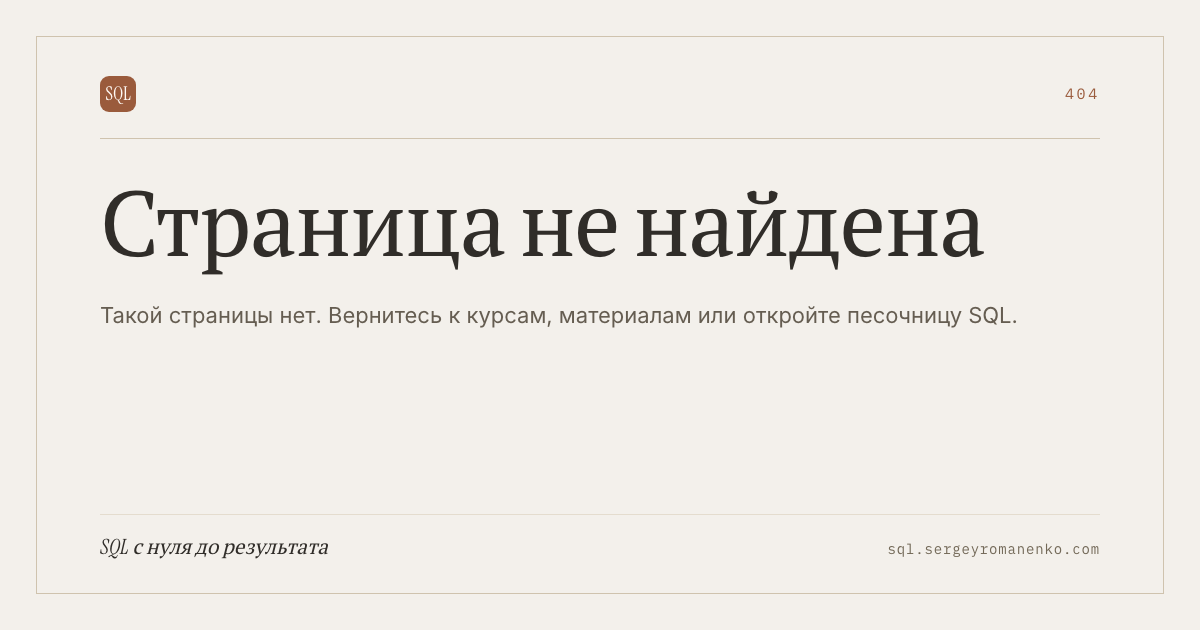 SQL
404
Страница не найдена
Такой страницы нет. Вернитесь к курсам, материалам или откройте песочницу SQL.
SQL с нуля до результата
sql.sergeyromanenko.com